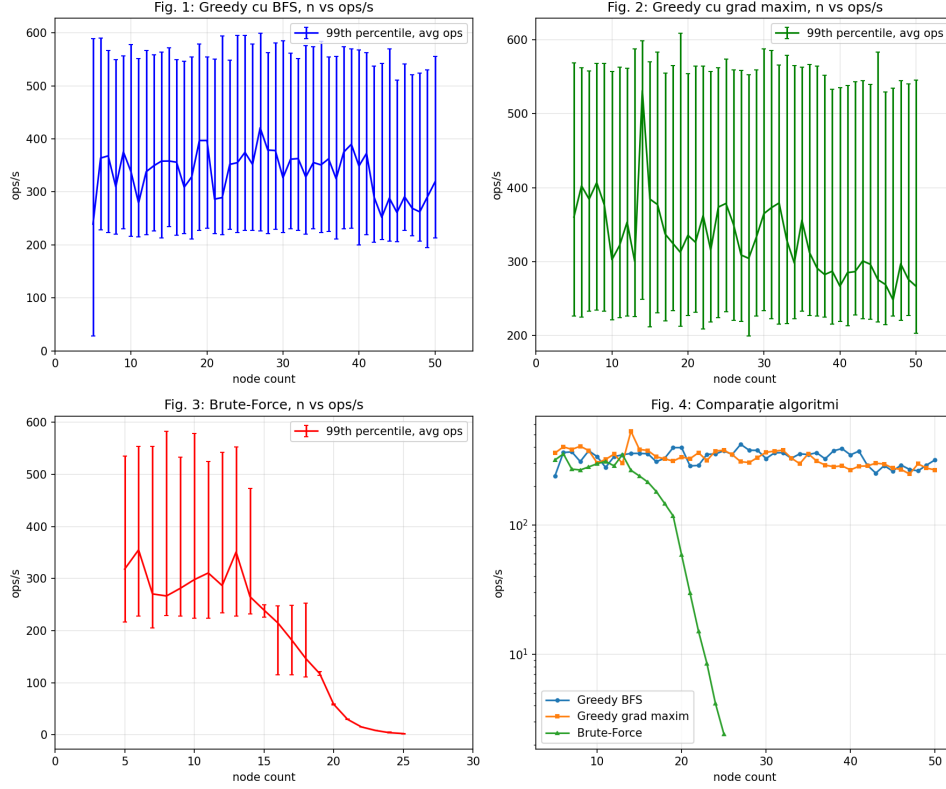 Fig. 1: Greedy cu BFS, n vs ops/s
99th percentile, avg ops
600
500
400
300
200
100
0
ops/s
0 10 20 30 40 50
node count
Fig. 2: Greedy cu grad maxim, n vs ops/s
99th percentile, avg ops
600
500
400
300
200
ops/s
0 10 20 30 40 50
node count
Fig. 3: Brute-Force, n vs ops/s
99th percentile, avg ops
600
500
400
300
200
100
0
ops/s
0 5 10 15 20 25 30
node count
Fig. 4: Comparație algoritmi
10²
10¹
ops/s
Greedy BFS
Greedy grad maxim
Brute-Force
10 20 30 40 50
node count